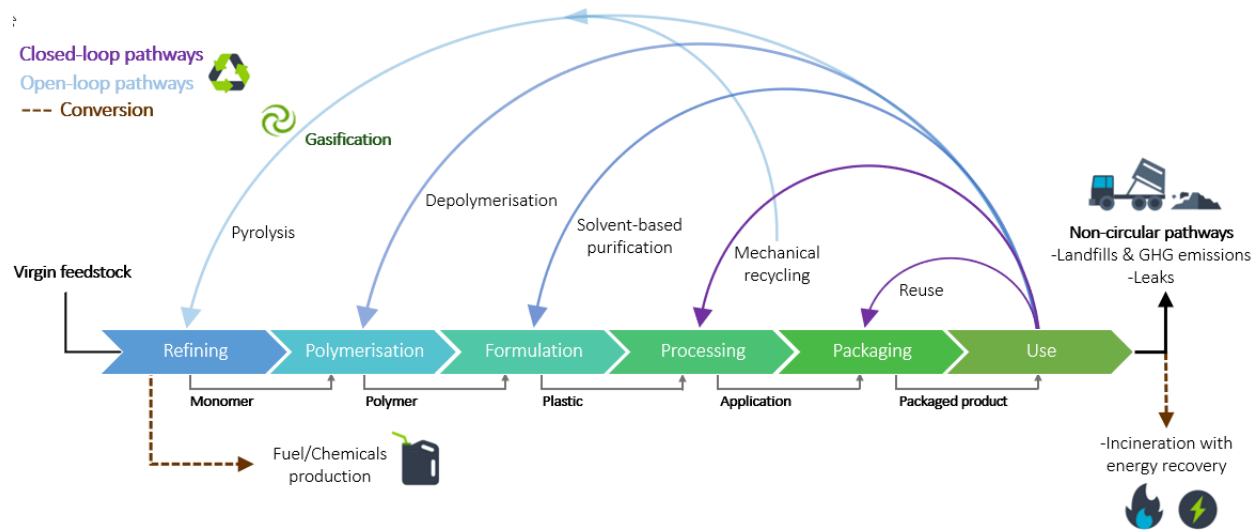 Closed-loop pathways
Open-loop pathways
Conversion
Gasification
Depolymerisation
Solvent-based
purification
Pyrolysis
Mechanical
recycling
Reuse
Non-circular pathways
-Landfills & GHG emissions
-Leaks
Virgin feedstock
Refining
Polymerisation
Formulation
Processing
Packaging
Use
Monomer
Polymer
Plastic
Application
Packaged product
Fuel/Chemicals
production
-Incineration with
energy recovery